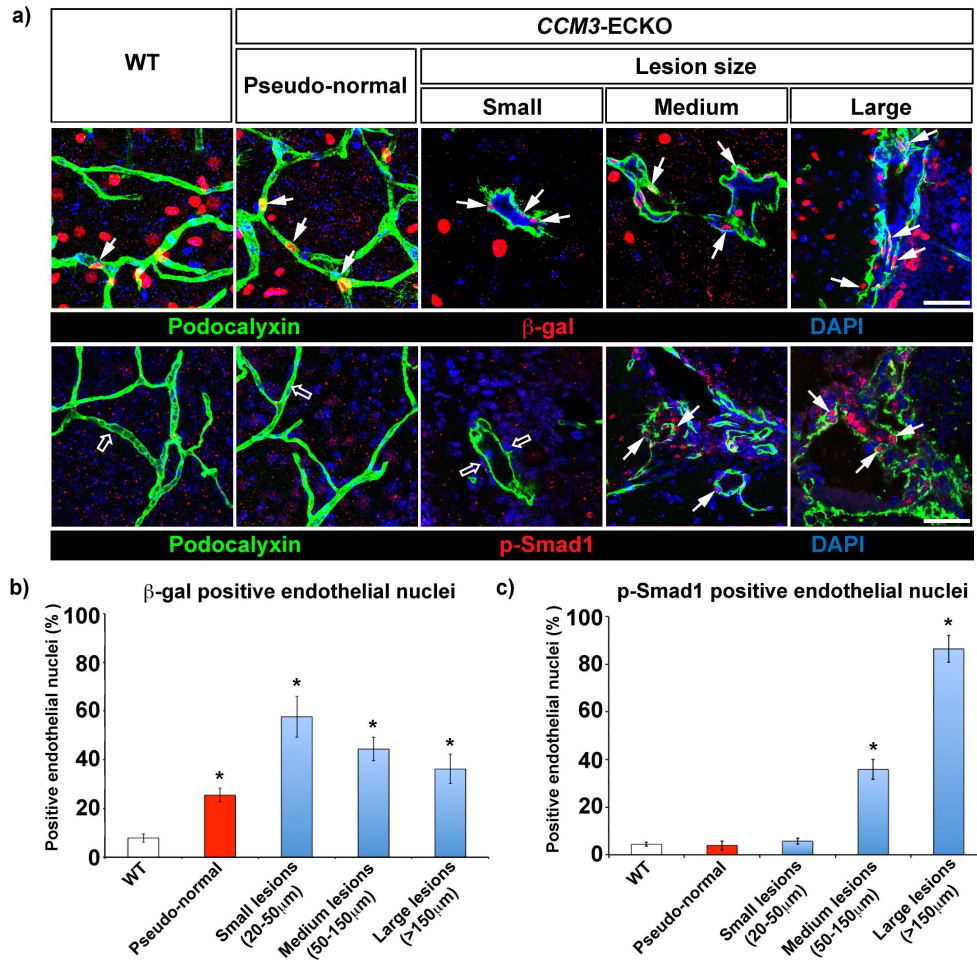 a)
CCM3-ECKO
WT
Pseudo-normal
Lesion size
Small
Medium
Large
Podocalyxin
β-gal
DAPI
Podocalyxin
p-Smad1
DAPI
b)
β-gal positive endothelial nuclei
Positive endothelial nuclei (%)
100
80
60
40
20
0
*
*
*
*
WT
Pseudo-normal
Small lesions
(20-50μm)
Medium lesions
(50-150μm)
Large lesions
(>150μm)
c)
p-Smad1 positive endothelial nuclei
Positive endothelial nuclei (%)
100
80
60
40
20
0
*
*
WT
Pseudo-normal
Small lesions
(20-50μm)
Medium lesions
(50-150μm)
Large lesions
(>150μm)